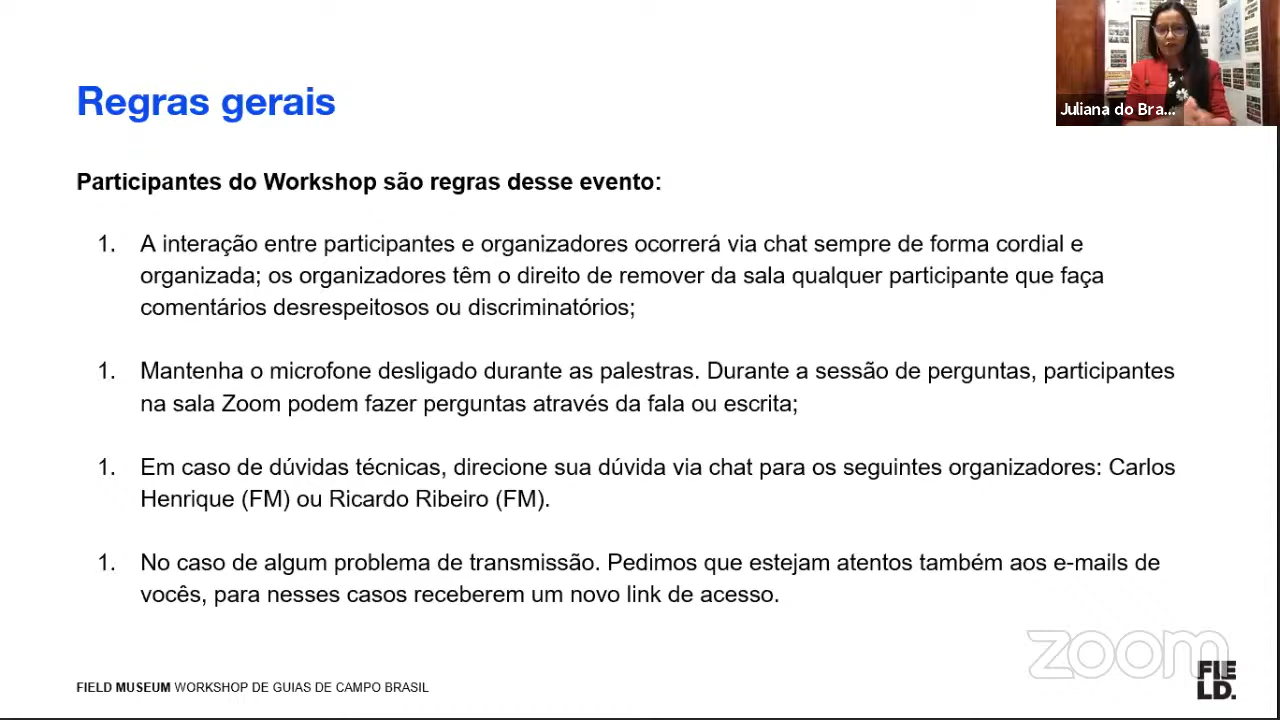 Regras gerais
Juliana do Bra...
Participantes do Workshop são regras desse evento:
1. A interação entre participantes e organizadores ocorrerá via chat sempre de forma cordial e
organizada; os organizadores têm o direito de remover da sala qualquer participante que faça
comentários desrespeitosos ou discriminatórios;
1. Mantenha o microfone desligado durante as palestras. Durante a sessão de perguntas, participantes
na sala Zoom podem fazer perguntas através da fala ou escrita;
1. Em caso de dúvidas técnicas, direcione sua dúvida via chat para os seguintes organizadores: Carlos
Henrique (FM) ou Ricardo Ribeiro (FM).
1. No caso de algum problema de transmissão. Pedimos que estejam atentos também aos e-mails de
vocês, para nesses casos receberem um novo link de acesso.
zoom
FIE
LD.
FIELD MUSEUM WORKSHOP DE GUIAS DE CAMPO BRASIL